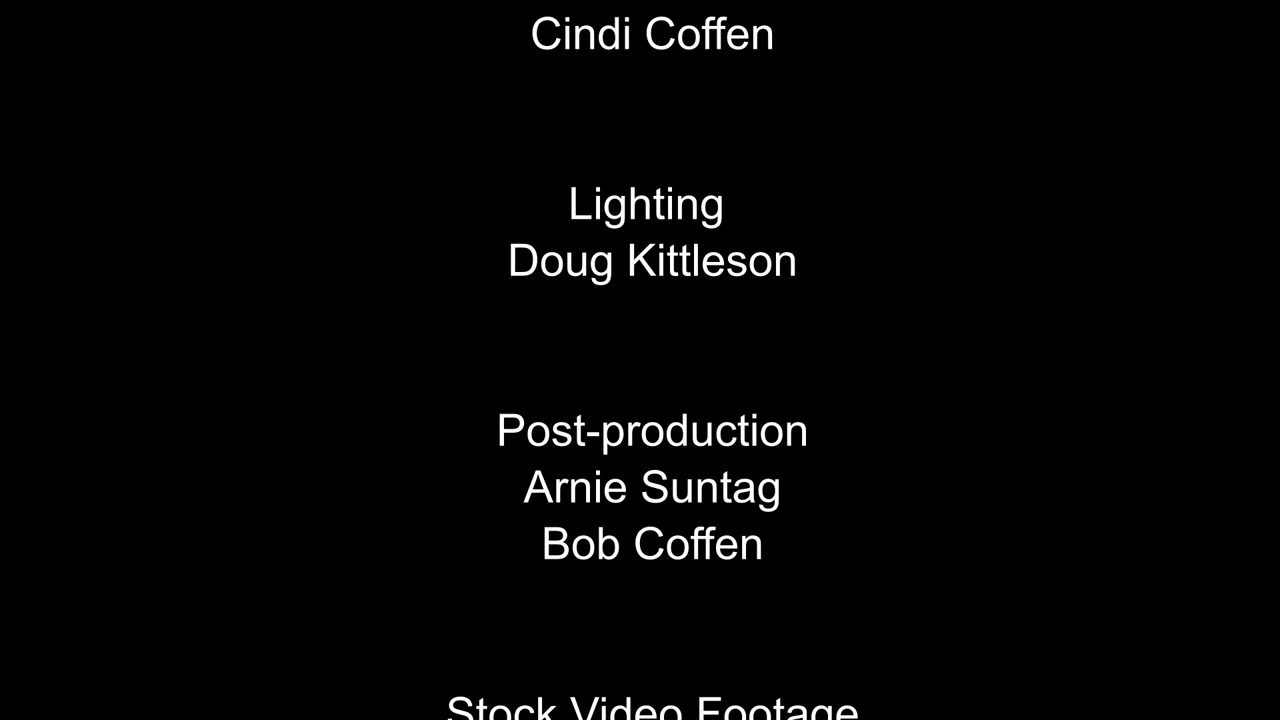 Cindi Coffen
Lighting
Doug Kittleson
Post-production
Arnie Suntag
Bob Coffen
Stock Video Footage